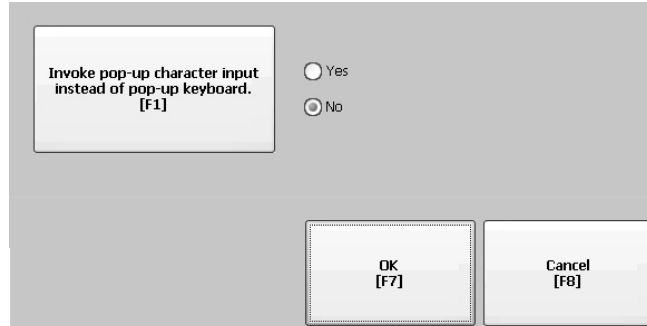 Invoke pop-up character input
instead of pop-up keyboard.
[F1]
Yes
No
OK
[F7]
Cancel
[F8]